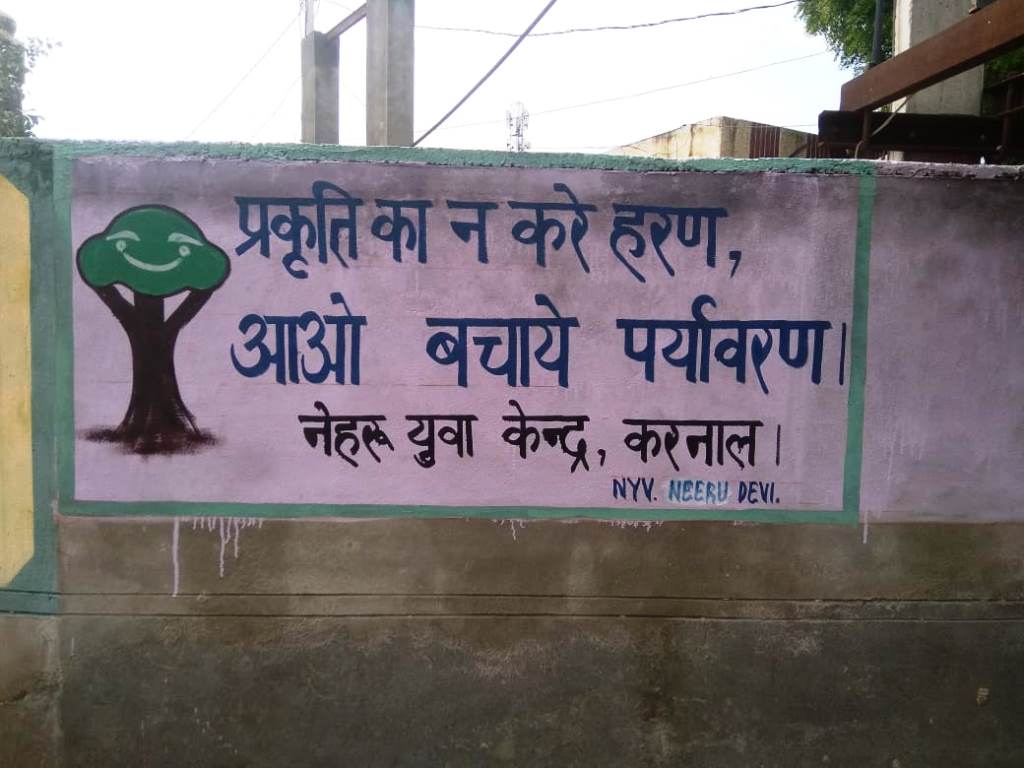 प्रकृति का न करे हरण,
आओ बचाये पर्यावरण।
नेहरू युवा केन्द्र, करनाल।
NYV. NEERU DEVI.